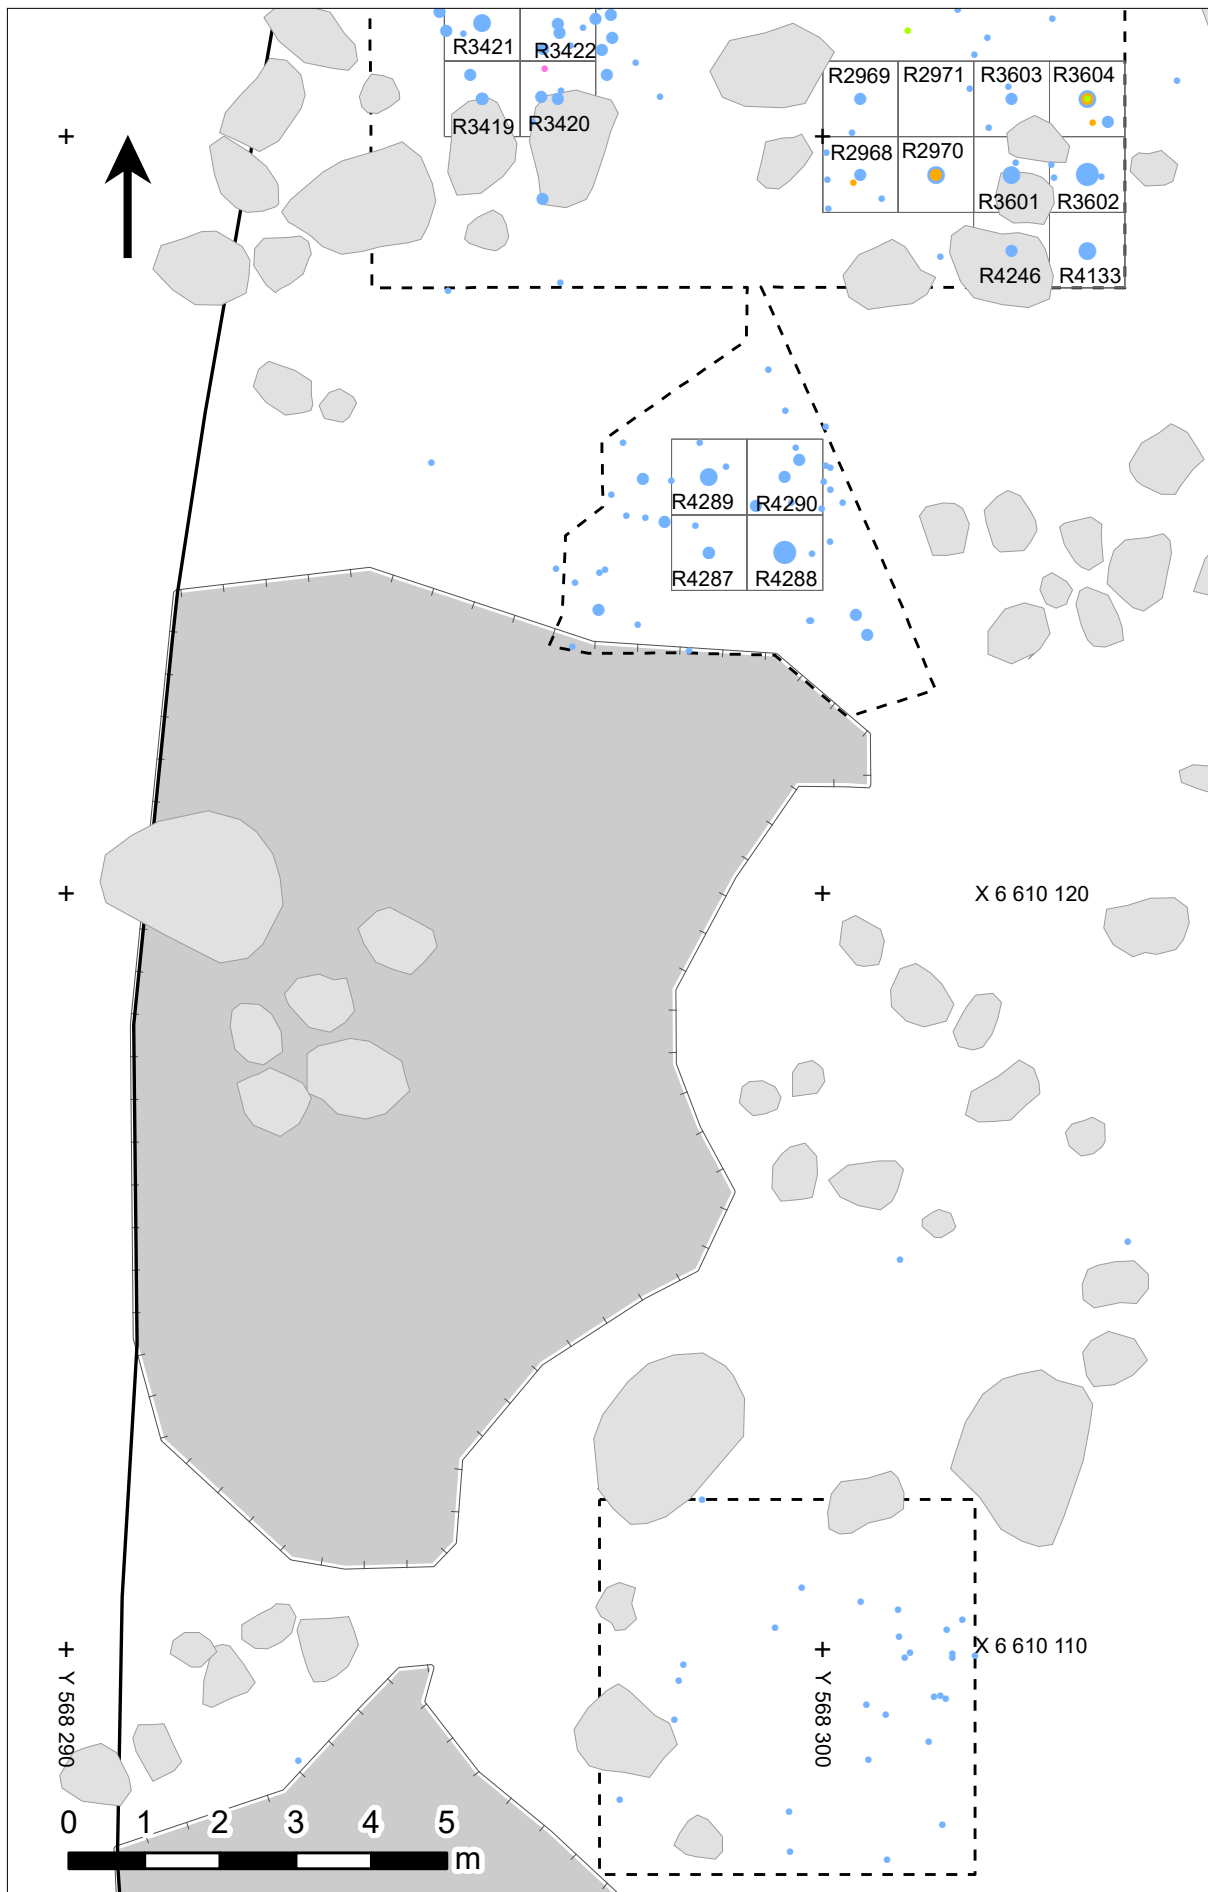 R3421 R3422
R3419 R3420
R2969 R2971 R3603 R3604
R2968 R2970
R3601 R3602
R4246 R4133
R4289 R4290
R4287 R4288
X 6 610 120
X 6 610 110
Y 568 290
Y 568 300
0 1 2 3 4 5
m